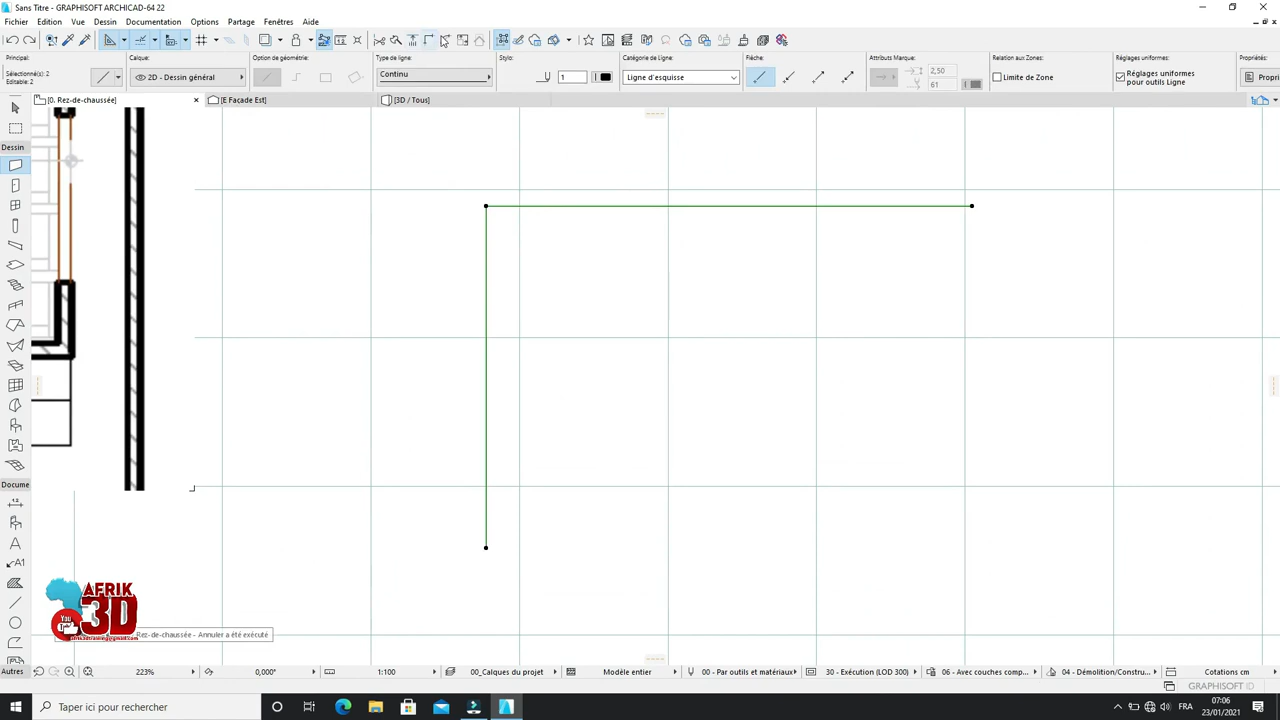 Sans Titre - GRAPHISOFT ARCHICAD-64 22
Fichier Edition Vue Dessin Documentation Options Partage Fenêtres Aide
Principal: Calque: Option de géométrie: Type de ligne: Stylo: Catégorie de Ligne: Flèche: Attributs Marque: Relation aux Zones: Réglages uniformes: Propriétés:
Sélectionné(s): 2
Editable: 2
2D - Dessin général
Continu
1
Ligne d'esquisse
2,50
61
Limite de Zone
Réglages uniformes
pour outils Ligne
Propri
[0. Rez-de-chaussée] [E Façade Est] [3D / Tous]
Dessin
Docume
A
A1
AFRIK
3D
You
Rez-de-chaussée - Annuler a été exécuté
Autres
223% 0,000° 1:100 00_Calques du projet Modèle entier 00 - Par outils et matériaux 30 - Exécution (LOD 300) 06 - Avec couches comp... 04 - Démolition/Constru... Cotations cm
GRAPHISOFT ID
Taper ici pour rechercher
FRA
07:06
23/01/2021